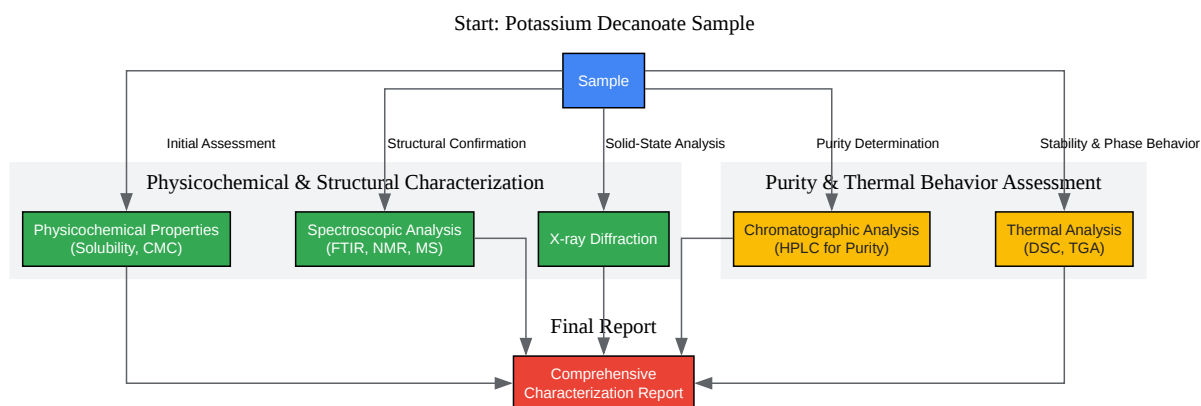 Start: Potassium Decanoate Sample
Sample
Initial Assessment
Structural Confirmation
Solid-State Analysis
Purity Determination
Stability & Phase Behavior
Physicochemical & Structural Characterization
Purity & Thermal Behavior Assessment
Physicochemical Properties
(Solubility, CMC)
Spectroscopic Analysis
(FTIR, NMR, MS)
X-ray Diffraction
Chromatographic Analysis
(HPLC for Purity)
Thermal Analysis
(DSC, TGA)
Final Report
Comprehensive
Characterization Report